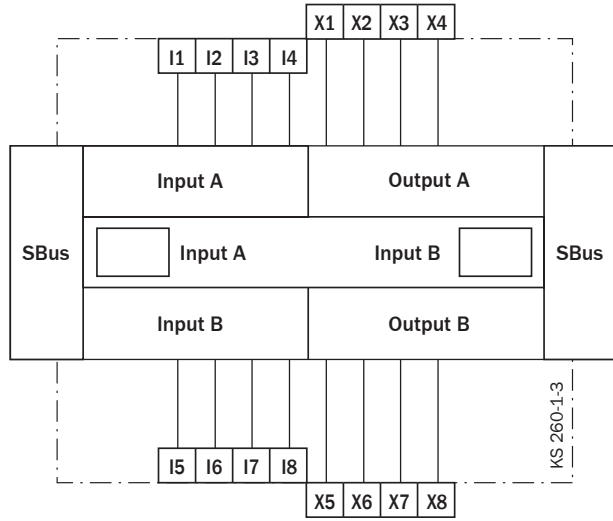 X1 X2 X3 X4
I1 I2 I3 I4
Input A Output A
SBus Input A Input B SBus
Input B Output B
KS 260-1-3
I5 I6 I7 I8
X5 X6 X7 X8